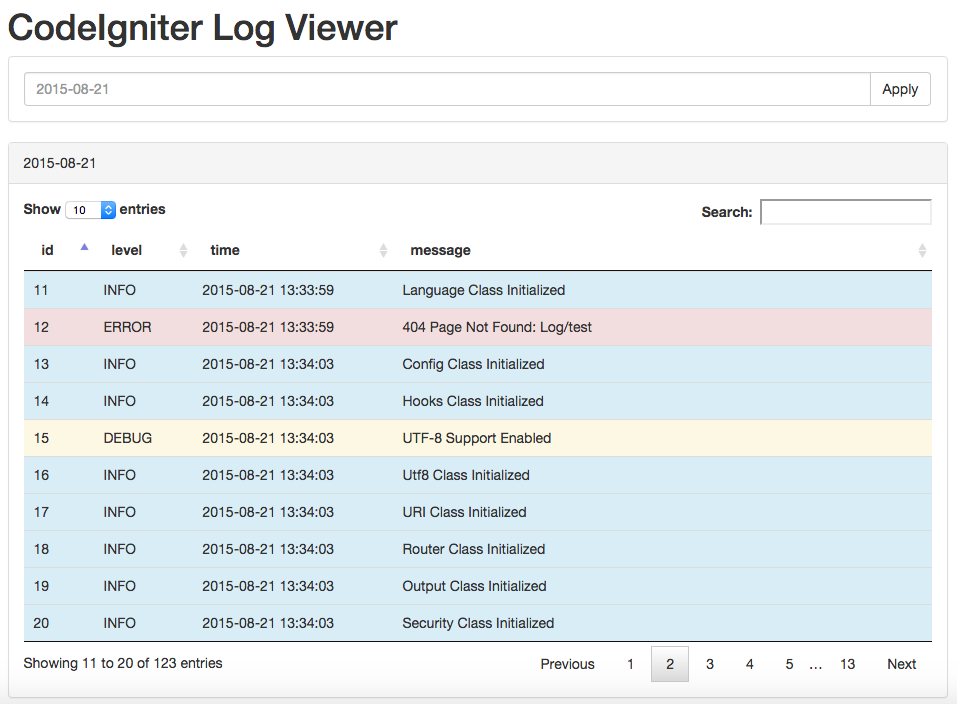 CodeIgniter Log Viewer
2015-08-21 Apply
2015-08-21
Show 10 entries Search:
id level time message
11 INFO 2015-08-21 13:33:59 Language Class Initialized
12 ERROR 2015-08-21 13:33:59 404 Page Not Found: Log/test
13 INFO 2015-08-21 13:34:03 Config Class Initialized
14 INFO 2015-08-21 13:34:03 Hooks Class Initialized
15 DEBUG 2015-08-21 13:34:03 UTF-8 Support Enabled
16 INFO 2015-08-21 13:34:03 Utf8 Class Initialized
17 INFO 2015-08-21 13:34:03 URI Class Initialized
18 INFO 2015-08-21 13:34:03 Router Class Initialized
19 INFO 2015-08-21 13:34:03 Output Class Initialized
20 INFO 2015-08-21 13:34:03 Security Class Initialized
Showing 11 to 20 of 123 entries Previous 1 2 3 4 5 … 13 Next